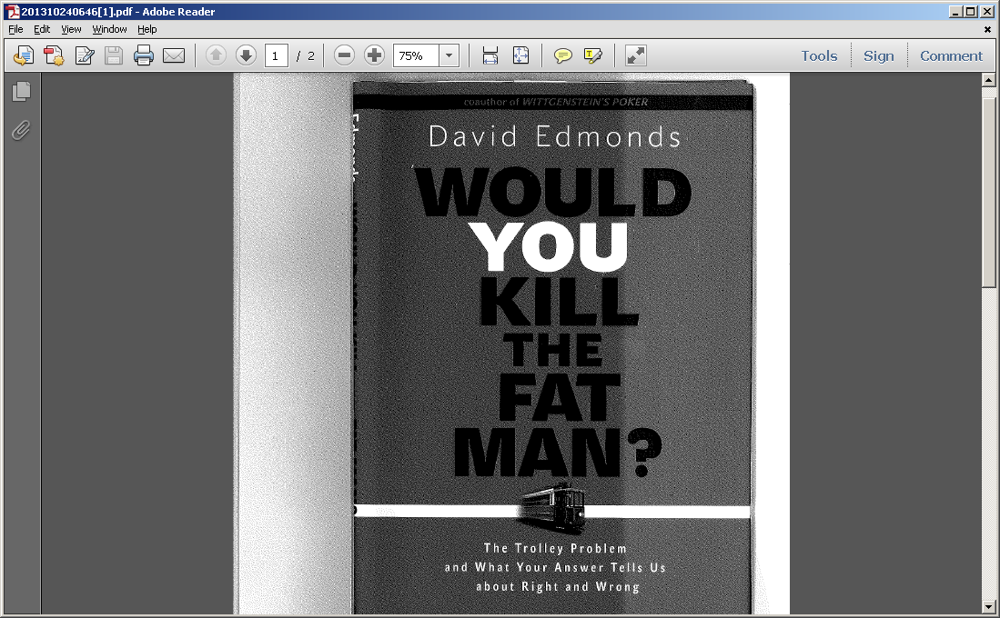 201310240646[1].pdf - Adobe Reader
File Edit View Window Help
1 / 2 75% Tools Sign Comment
coauthor of WITTGENSTEIN'S POKER
Edmonds
David Edmonds
WOULD
YOU
KILL
THE
FAT
MAN?
The Trolley Problem
and What Your Answer Tells Us
about Right and Wrong